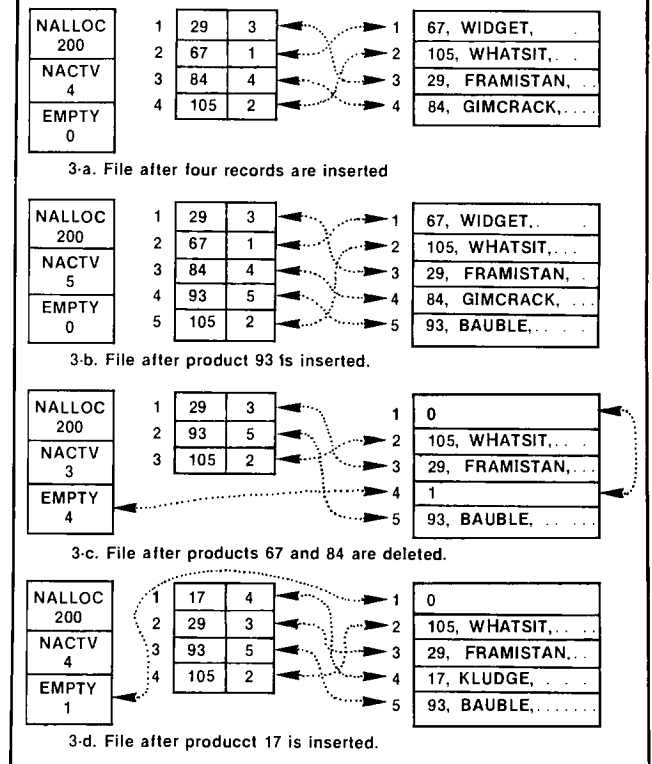 NALLOC
200
NACTV
4
EMPTY
0
1 29 3
2 67 1
3 84 4
4 105 2
1 67, WIDGET, .
2 105, WHATSIT,. . .
3 29, FRAMISTAN, . .
4 84, GIMCRACK,. . . .
3-a. File after four records are inserted
NALLOC
200
NACTV
5
EMPTY
0
1 29 3
2 67 1
3 84 4
4 93 5
5 105 2
1 67, WIDGET,. . .
2 105, WHATSIT,. . .
3 29, FRAMISTAN, .
4 84, GIMCRACK, . . .
5 93, BAUBLE,. . . . .
3-b. File after product 93 is inserted.
NALLOC
200
NACTV
3
EMPTY
4
1 29 3
2 93 5
3 105 2
1 0
2 105, WHATSIT,. . .
3 29, FRAMISTAN,. . .
4 1
5 93, BAUBLE, . . . . .
3-c. File after products 67 and 84 are deleted.
NALLOC
200
NACTV
4
EMPTY
1
1 17 4
2 29 3
3 93 5
4 105 2
1 0
2 105, WHATSIT,. . . .
3 29, FRAMISTAN,. .
4 17, KLUDGE, . . . .
5 93, BAUBLE,. . . . . . .
3-d. File after producct 17 is inserted.